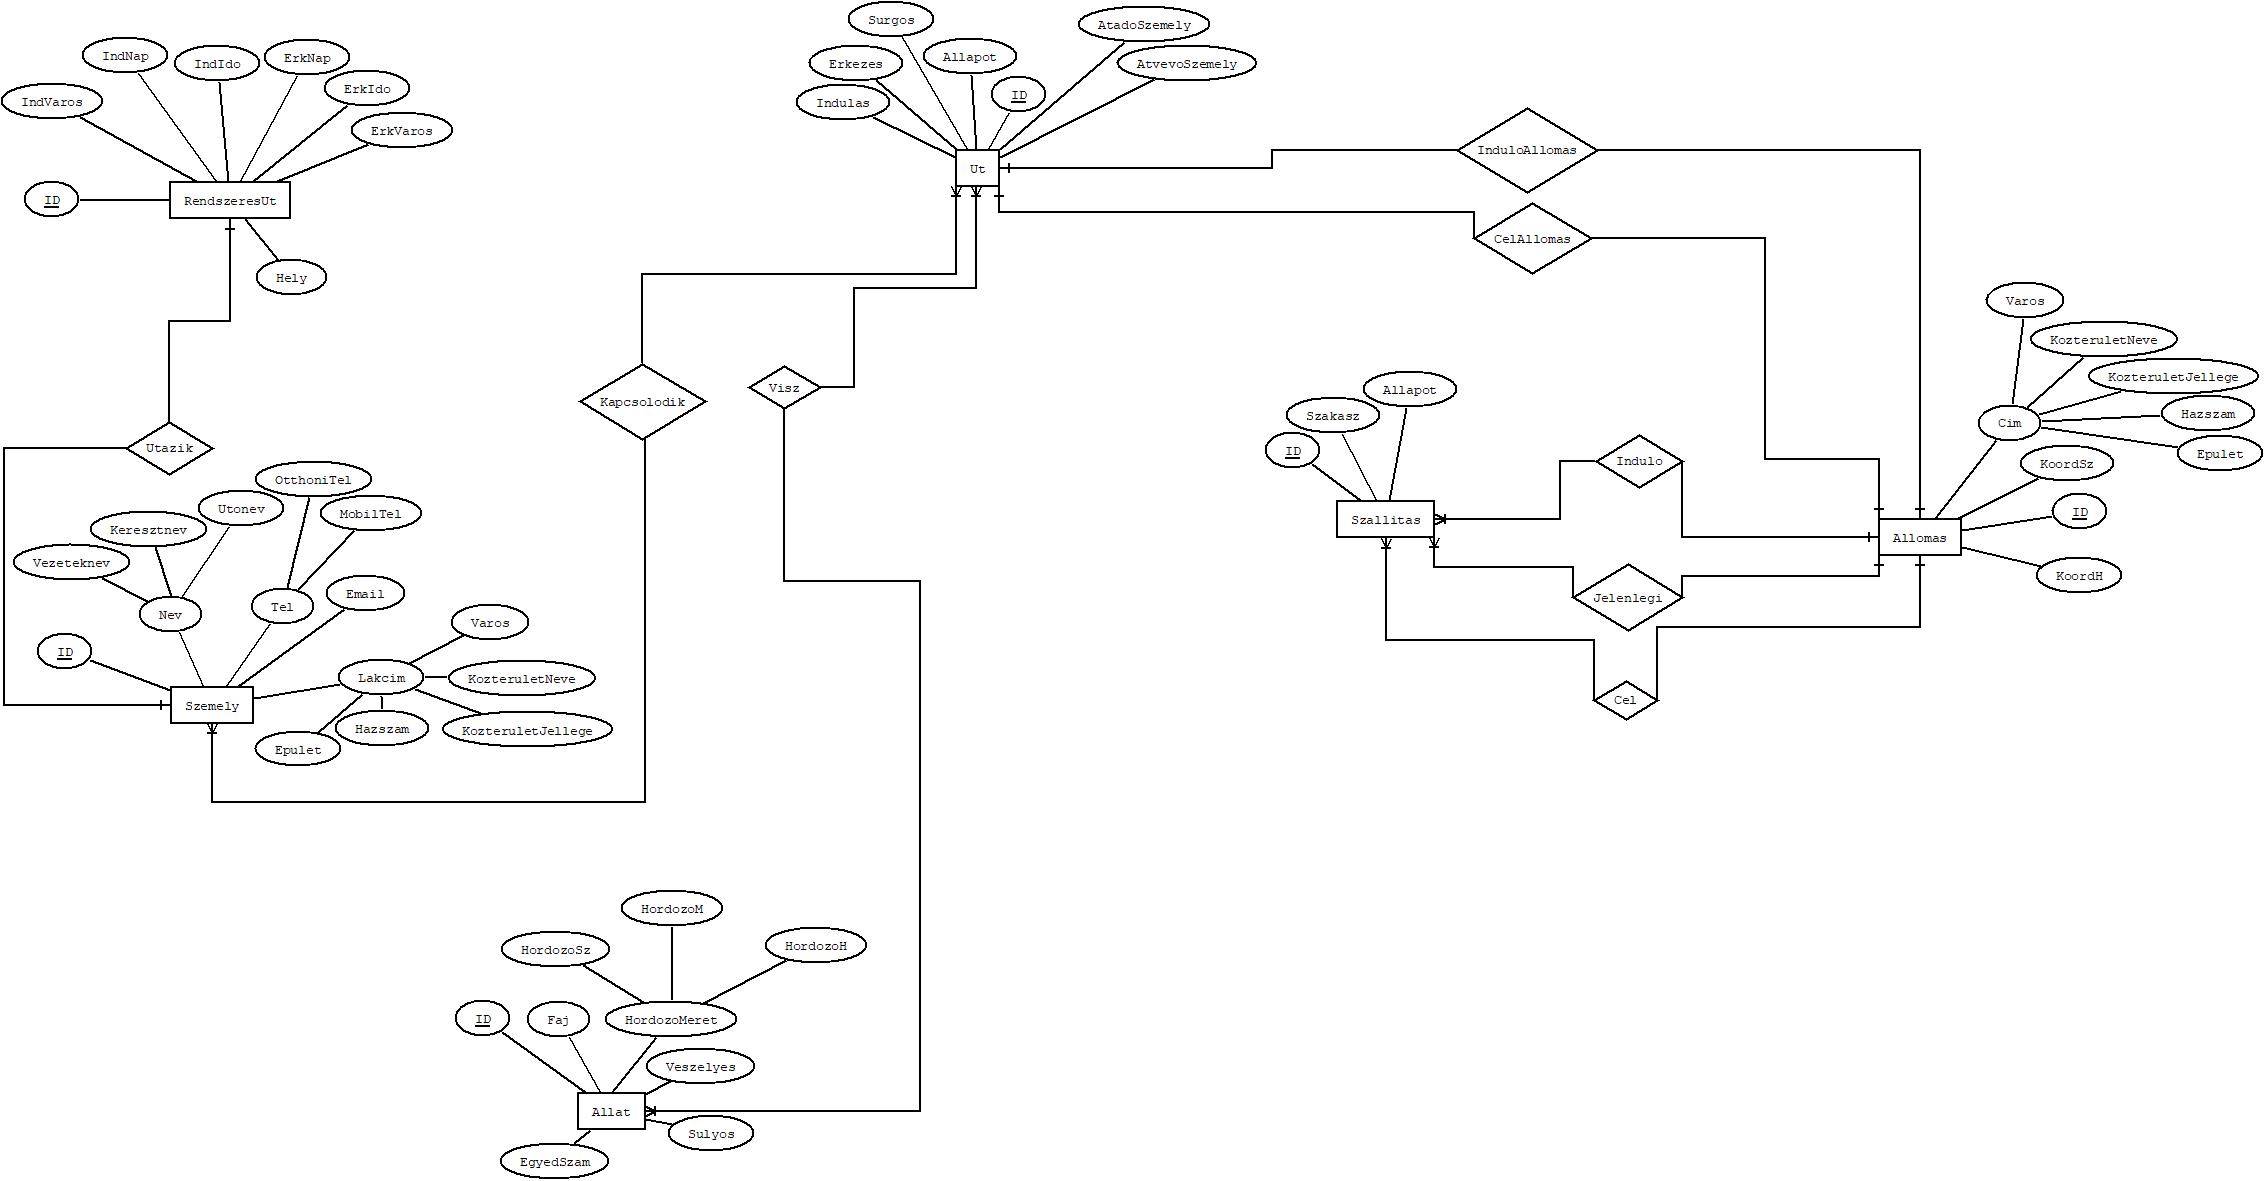 Surgos
AtadoSzemely
IndNap
IndIdo
ErkNap
Erkezes
Allapot
AtvevoSzemely
IndVaros
ErkIdo
Indulas
ID
ErkVaros
InduloAllomas
Ut
ID
RendszeresUt
CelAllomas
Hely
Varos
KozteruletNeve
KozteruletJellege
Visz
Kapcsolodik
Allapot
Szakasz
Hazszam
Cim
Utazik
ID
Indulo
KoordSz
Epulet
OtthoniTel
Utonev
MobilTel
Keresztnev
Szallitas
ID
Allomas
Vezeteknev
KoordH
Nev
Tel
Email
Jelenlegi
Varos
ID
Lakcim
KozteruletNeve
Szemely
Cel
Hazszam
KozteruletJellege
Epulet
HordozoM
HordozoSz
HordozoH
ID
Faj
HordozoMeret
Veszelyes
Allat
Sulyos
EgyedSzam